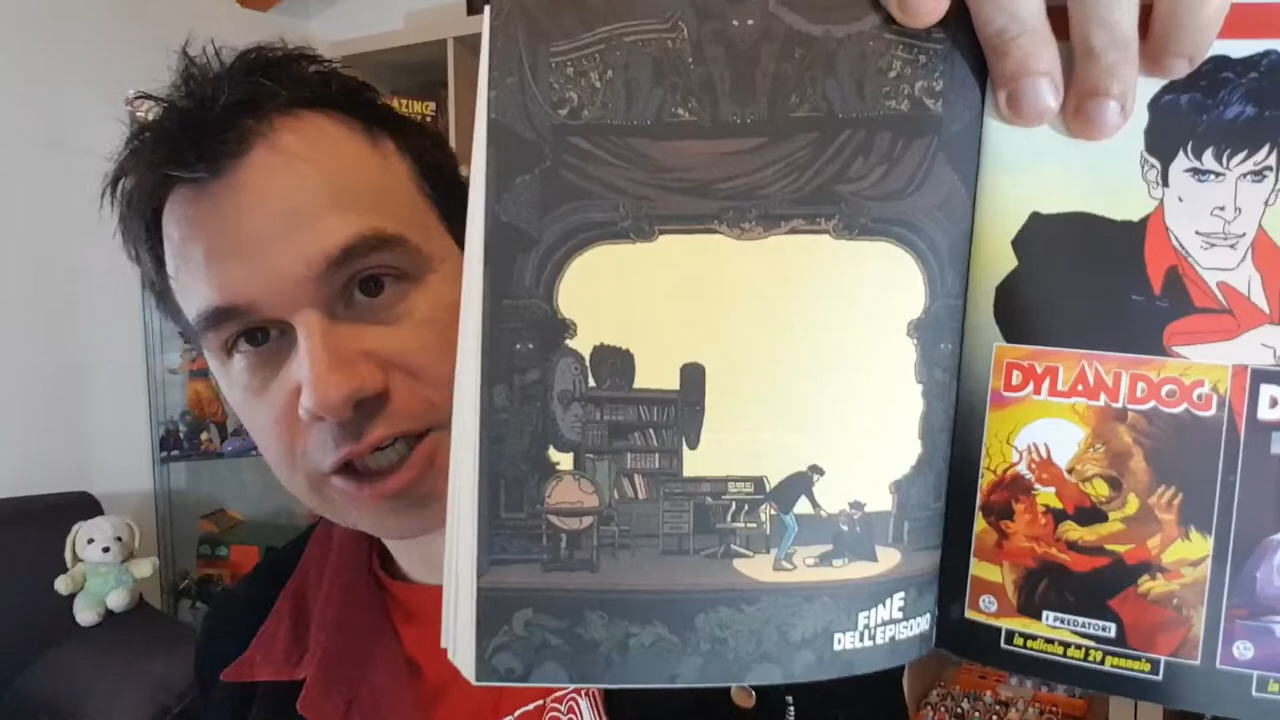 FINE
DELL'EPISODIO
DYLAN DOG
I PREDATORI
in edicola dal 29 gennaio